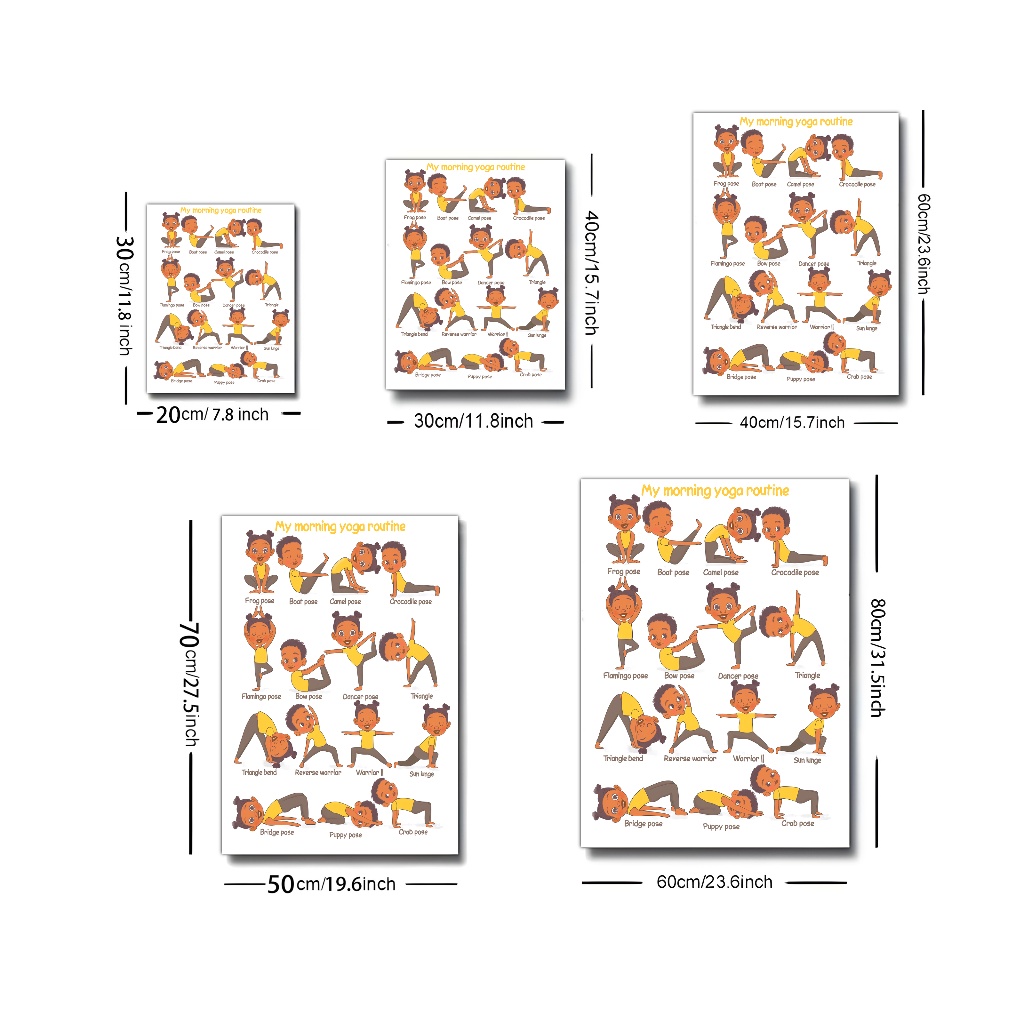 30cm/11.8 inch
My morning yoga routine
Frog pose Boat pose Camel pose Crocodile pose
Flamingo pose Bow pose Dancer pose Triangle
Triangle bend Reverse warrior Warrior II Sun lunge
Bridge pose Puppy pose Crab pose
20cm/ 7.8 inch
My morning yoga routine
Frog pose Boat pose Camel pose Crocodile pose
Flamingo pose Bow pose Dancer pose Triangle
Triangle bend Reverse warrior Warrior II Sun lunge
Bridge pose Puppy pose Crab pose
40cm/15.7inch
30cm/11.8inch
My morning yoga routine
Frog pose Boat pose Camel pose Crocodile pose
Flamingo pose Bow pose Dancer pose Triangle
Triangle bend Reverse warrior Warrior II Sun lunge
Bridge pose Puppy pose Crab pose
60cm/23.6inch
40cm/15.7inch
70cm/27.5inch
My morning yoga routine
Frog pose Boat pose Camel pose Crocodile pose
Flamingo pose Bow pose Dancer pose Triangle
Triangle bend Reverse warrior Warrior II Sun lunge
Bridge pose Puppy pose Crab pose
50cm/19.6inch
My morning yoga routine
Frog pose Boat pose Camel pose Crocodile pose
Flamingo pose Bow pose Dancer pose Triangle
Triangle bend Reverse warrior Warrior II Sun lunge
Bridge pose Puppy pose Crab pose
80cm/31.5inch
60cm/23.6inch